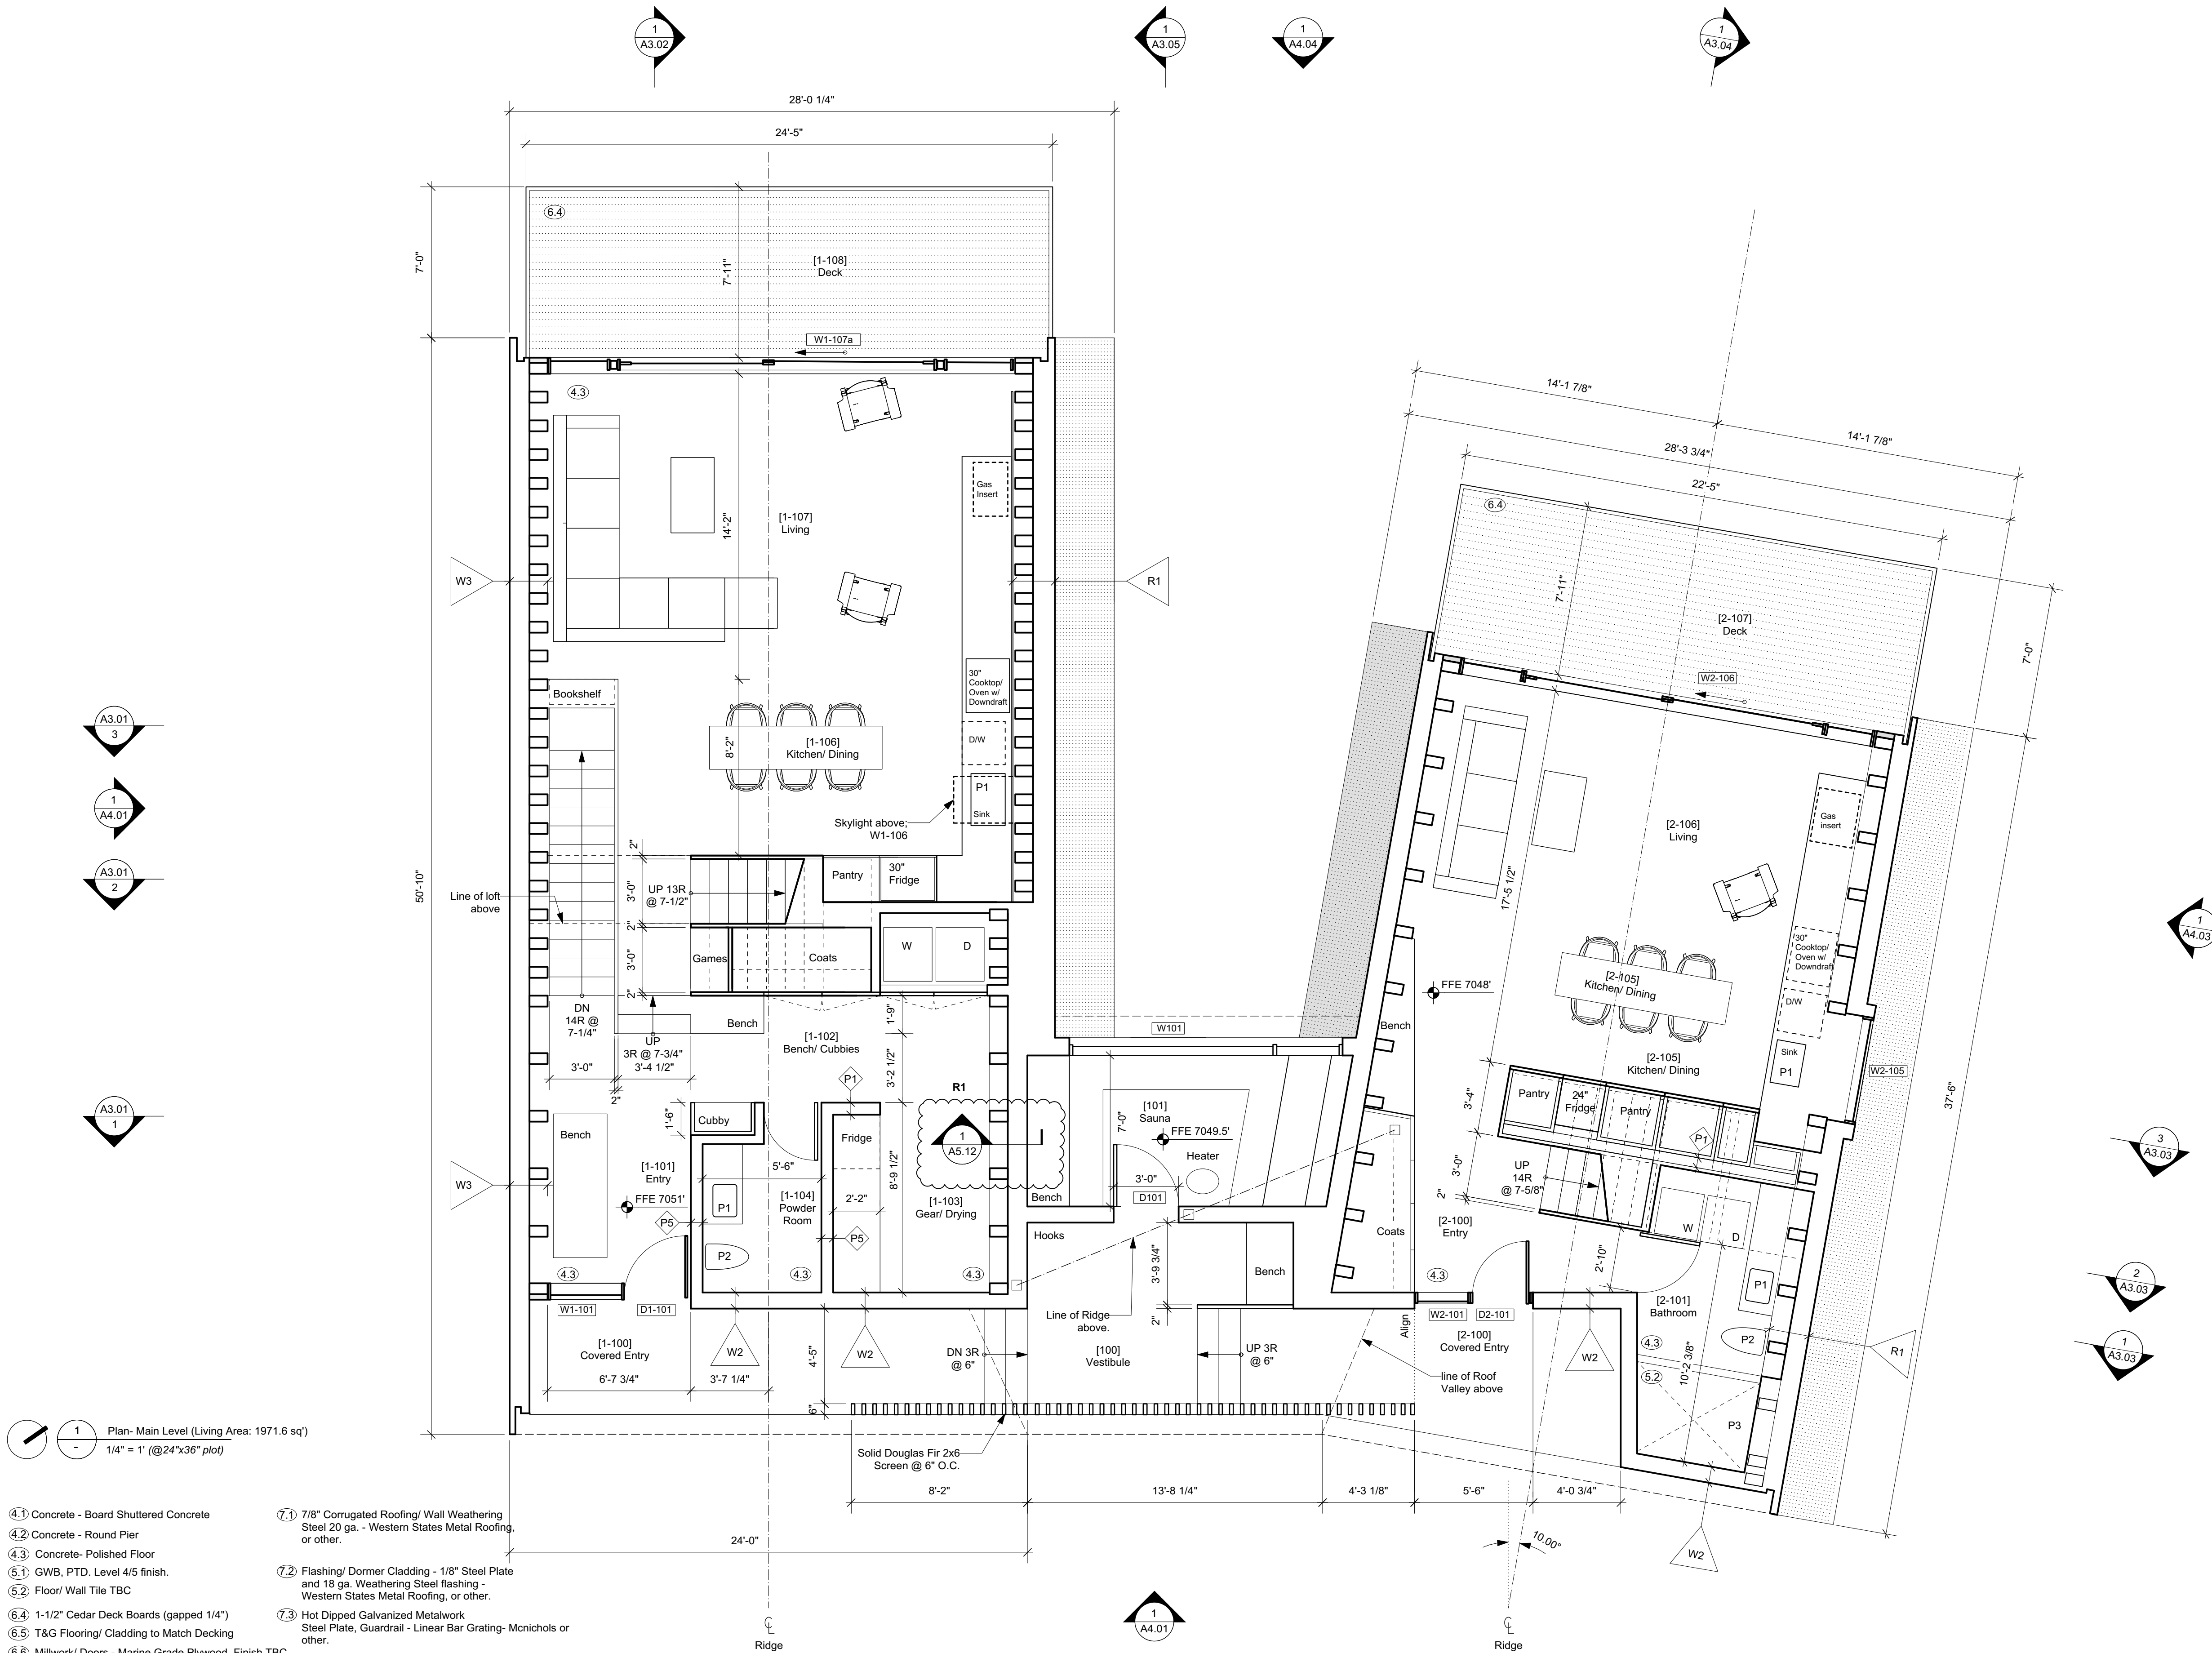 1
A3.02
1
A3.05
1
A4.04
1
A3.04
28'-0 1/4"
24'-5"
7'-0"
6.4
7'-11"
[1-108]
Deck
W1-107a
4.3
14'-2"
[1-107]
Living
Gas
Insert
W3
R1
30"
Cooktop/
Oven w/
Downdraft
Bookshelf
D/W
[1-106]
Kitchen/ Dining
8'-2"
P1
Sink
Skylight above;
W1-106
A3.01
3
1
A4.01
A3.01
2
A3.01
1
50'-10"
2"
3'-0"
UP 13R
@ 7-1/2"
Pantry
30"
Fridge
Line of loft
above
2"
3'-0"
Games
Coats
W
D
2"
DN
14R @
7-1/4"
Bench
UP
3R @ 7-3/4"
3'-0"
3'-4 1/2"
2"
1'-9"
[1-102]
Bench/ Cubbies
3'-2 1/2"
P1
R1
1'-6"
Cubby
Bench
Fridge
1
A5.12
5'-6"
8'-9 1/2"
[1-101]
Entry
[1-104]
Powder
Room
2'-2"
[1-103]
Gear/ Drying
W3
FFE 7051'
P1
P5
P5
P2
4.3
4.3
4.3
W1-101
D1-101
[1-100]
Covered Entry
W2
W2
4'-5"
6'-7 3/4"
3'-7 1/4"
6"
DN 3R
@ 6"
[100]
Vestibule
UP 3R
@ 6"
Line of Ridge
above.
Hooks
Bench
3'-9 3/4"
2"
W101
[101]
Sauna
7'-0"
FFE 7049.5'
Heater
3'-0"
D101
Bench
14'-1 7/8"
14'-1 7/8"
28'-3 3/4"
22'-5"
6.4
7'-11"
[2-107]
Deck
7'-0"
W2-106
[2-106]
Living
Gas
insert
17'-5 1/2"
30"
Cooktop/
Oven w/
Downdraft
[2-105]
Kitchen/ Dining
FFE 7048'
D/W
Bench
[2-105]
Kitchen/ Dining
Sink
P1
W2-105
37'-6"
1
A4.03
3
A3.03
2
A3.03
1
A3.03
3'-4"
Pantry
24"
Fridge
Pantry
P1
3'-0"
2"
UP
14R
@ 7-5/8"
W
D
[2-100]
Entry
Coats
2'-10"
4.3
P1
[2-101]
Bathroom
P2
R1
4.3
5.2
10'-2 3/8"
P3
W2-101
D2-101
Align
[2-100]
Covered Entry
W2
line of Roof
Valley above
Solid Douglas Fir 2x6
Screen @ 6" O.C.
8'-2"
13'-8 1/4"
4'-3 1/8"
5'-6"
4'-0 3/4"
24'-0"
10.00°
W2
CL
Ridge
CL
Ridge
1
A4.01
1
-
Plan- Main Level (Living Area: 1971.6 sq')
1/4" = 1' (@24"x36" plot)
4.1 Concrete - Board Shuttered Concrete
4.2 Concrete - Round Pier
4.3 Concrete- Polished Floor
5.1 GWB, PTD. Level 4/5 finish.
5.2 Floor/ Wall Tile TBC
6.4 1-1/2" Cedar Deck Boards (gapped 1/4")
6.5 T&G Flooring/ Cladding to Match Decking
6.6 Millwork/ Doors - Marine Grade Plywood, Finish TBC
7.1 7/8" Corrugated Roofing/ Wall Weathering
Steel 20 ga. - Western States Metal Roofing,
or other.
7.2 Flashing/ Dormer Cladding - 1/8" Steel Plate
and 18 ga. Weathering Steel flashing -
Western States Metal Roofing, or other.
7.3 Hot Dipped Galvanized Metalwork
Steel Plate, Guardrail - Linear Bar Grating- Mcnichols or
other.